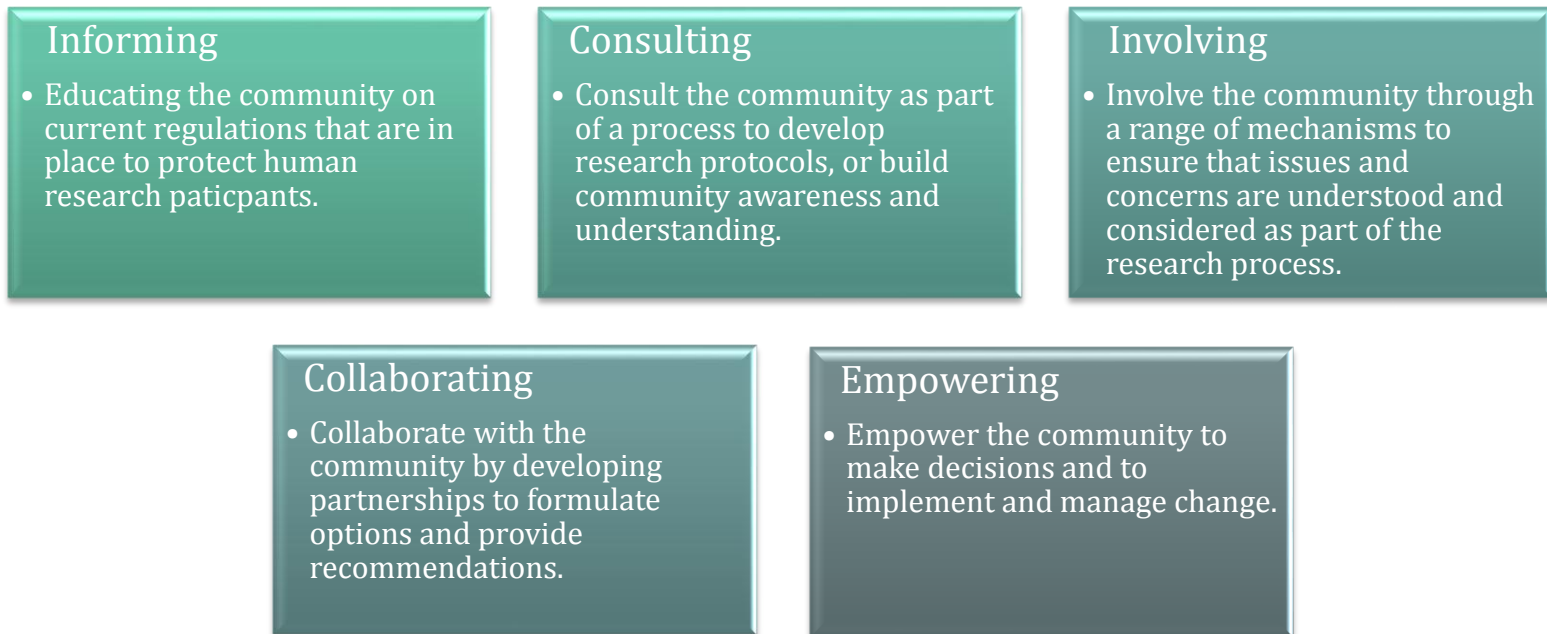 Informing
• Educating the community on
current regulations that are in
place to protect human
research paticpants.
Consulting
• Consult the community as part
of a process to develop
research protocols, or build
community awareness and
understanding.
Involving
• Involve the community through
a range of mechanisms to
ensure that issues and
concerns are understood and
considered as part of the
research process.
Collaborating
• Collaborate with the
community by developing
partnerships to formulate
options and provide
recommendations.
Empowering
• Empower the community to
make decisions and to
implement and manage change.